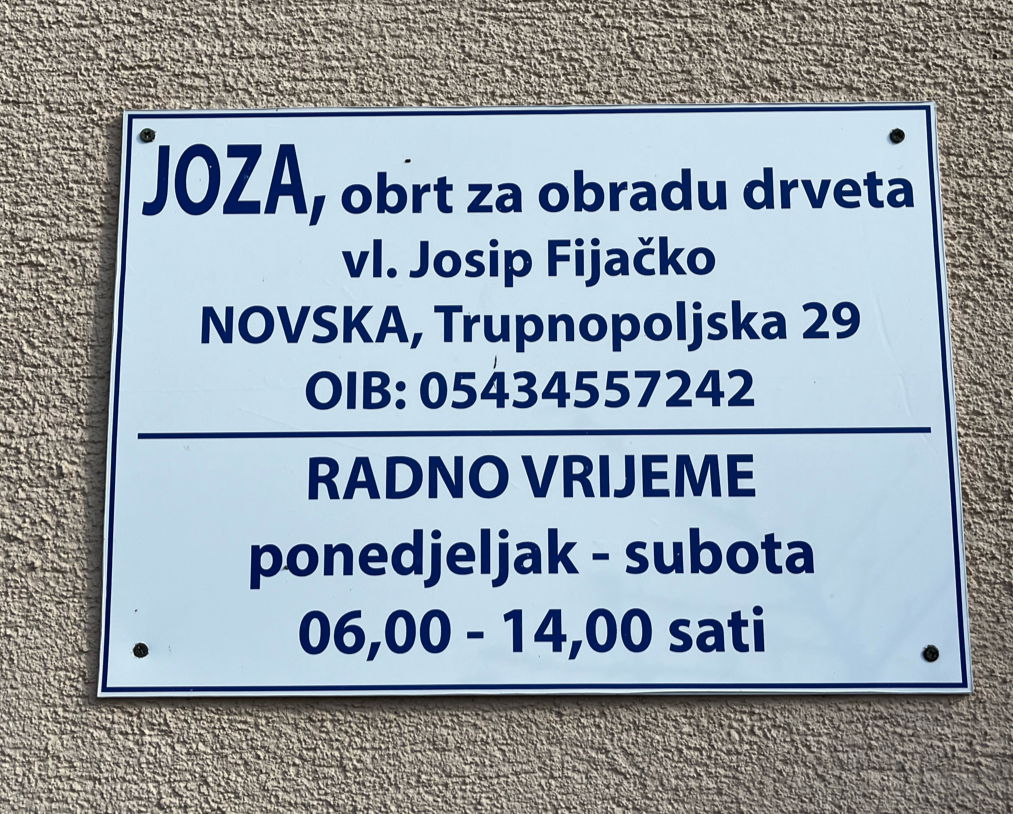 JOZA, obrt za obradu drveta
vl. Josip Fijačko
NOVSKA, Trupnopoljska 29
OIB: 05434557242
RADNO VRIJEME
ponedjeljak - subota
06,00 - 14,00 sati